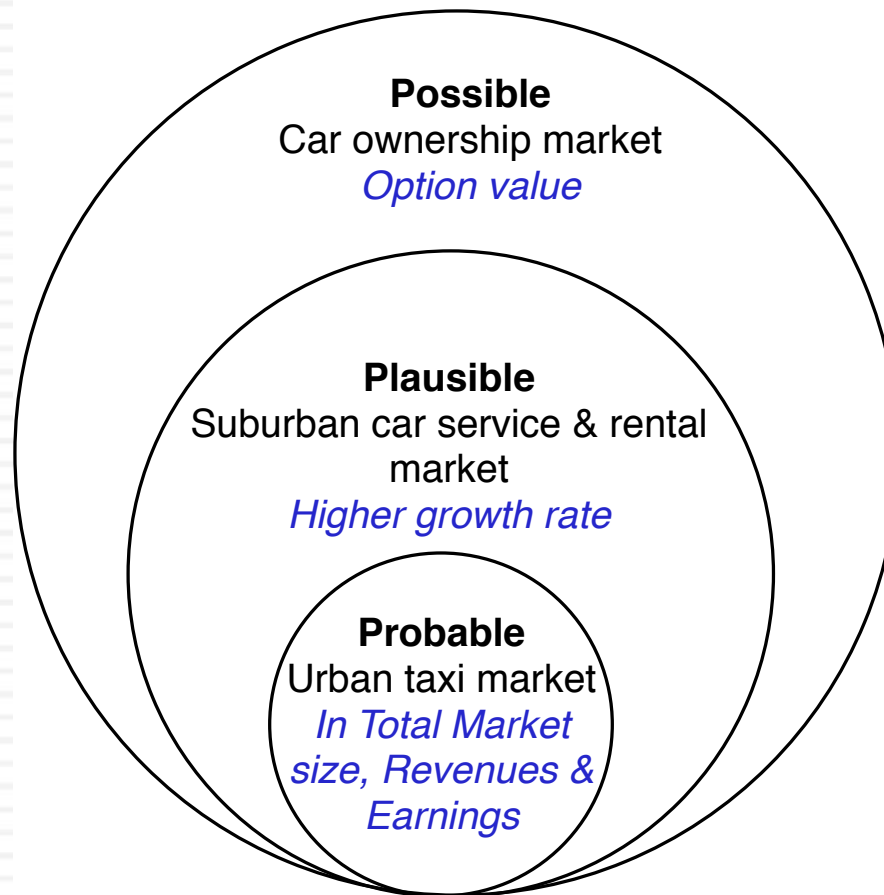 Possible
Car ownership market
Option value
Plausible
Suburban car service & rental
market
Higher growth rate
Probable
Urban taxi market
In Total Market
size, Revenues &
Earnings